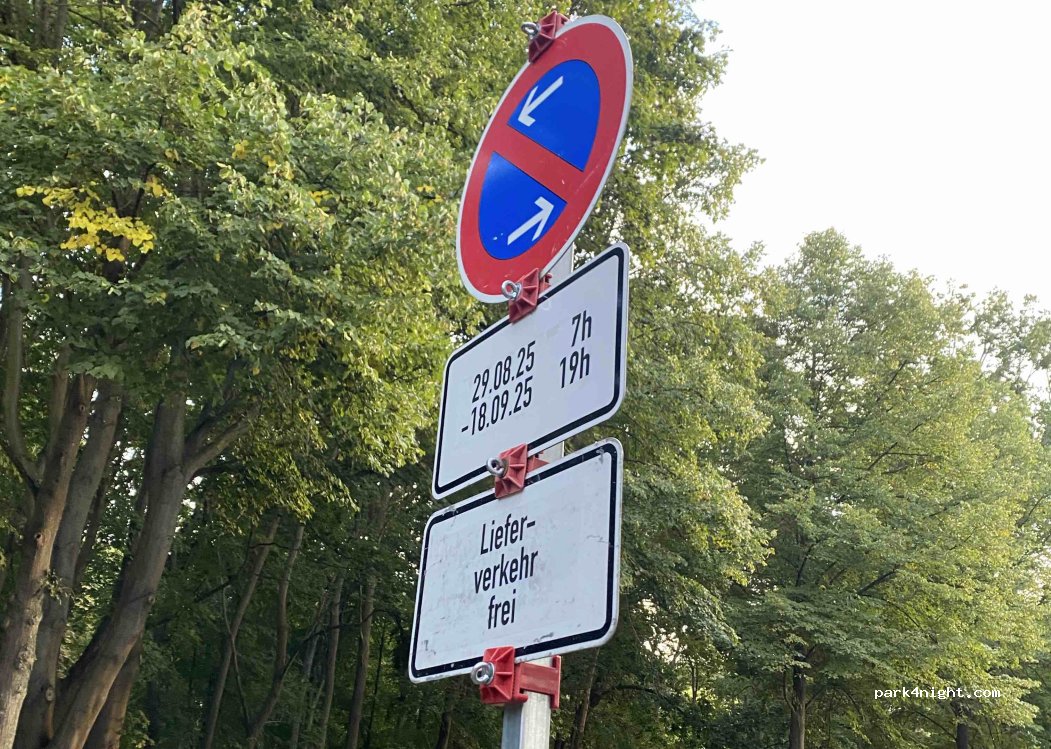 29.08.25 7h
-18.09.25 19h
Liefer-
verkehr
frei
park4night.com